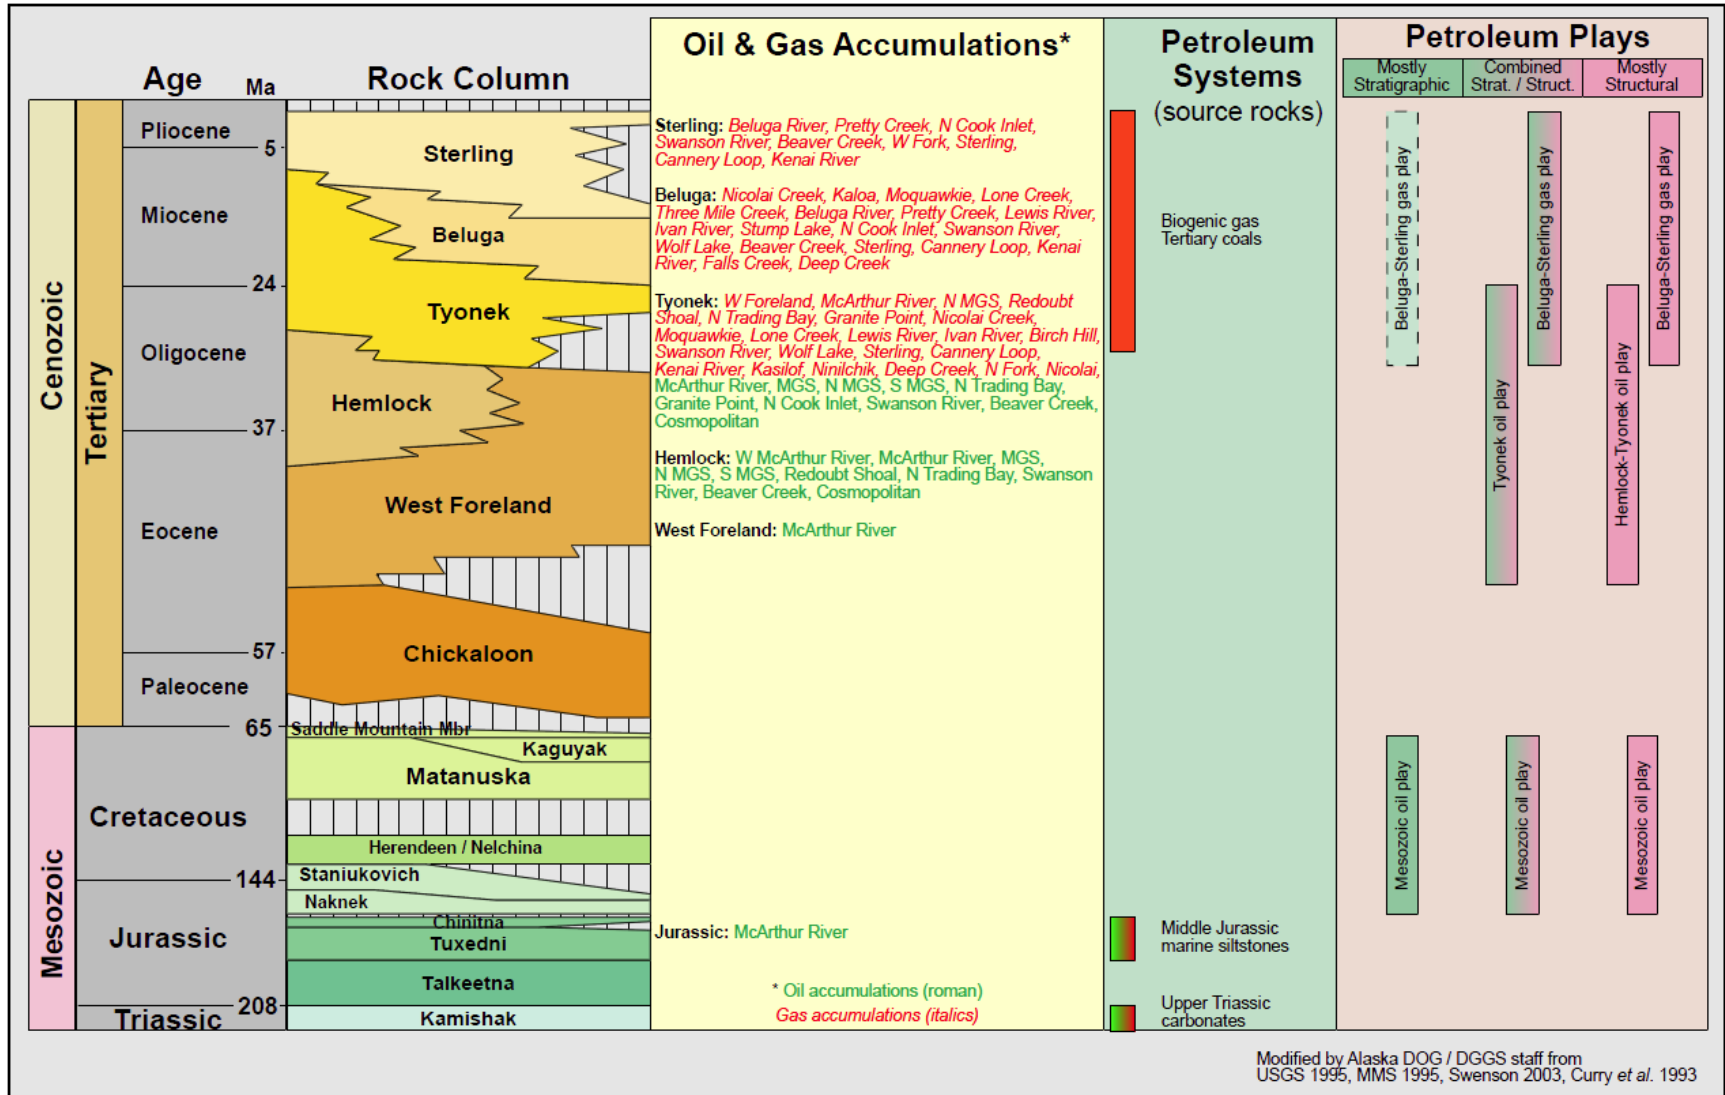 Age
Ma
Rock Column
Oil & Gas Accumulations*
Petroleum
Systems
(source rocks)
Petroleum Plays
Mostly
Stratigraphic
Combined
Strat. / Struct.
Mostly
Structural
Cenozoic
Tertiary
Pliocene
5
Miocene
24
Oligocene
37
Eocene
57
Paleocene
65
Mesozoic
Cretaceous
144
Jurassic
208
Triassic
Sterling
Beluga
Tyonek
Hemlock
West Foreland
Chickaloon
Saddle Mountain Mbr
Kaguyak
Matanuska
Herendeen / Nelchina
Staniukovich
Naknek
Chinitna
Tuxedni
Talkeetna
Kamishak
Sterling: Beluga River, Pretty Creek, N Cook Inlet,
Swanson River, Beaver Creek, W Fork, Sterling,
Cannery Loop, Kenai River
Beluga: Nicolai Creek, Kaloa, Moquawkie, Lone Creek,
Three Mile Creek, Beluga River, Pretty Creek, Lewis River,
Ivan River, Stump Lake, N Cook Inlet, Swanson River,
Wolf Lake, Beaver Creek, Sterling, Cannery Loop, Kenai
River, Falls Creek, Deep Creek
Tyonek: W Foreland, McArthur River, N MGS, Redoubt
Shoal, N Trading Bay, Granite Point, Nicolai Creek,
Moquawkie, Lone Creek, Lewis River, Ivan River, Birch Hill,
Swanson River, Wolf Lake, Sterling, Cannery Loop,
Kenai River, Kasilof, Ninilchik, Deep Creek, N Fork, Nicolai,
McArthur River, MGS, N MGS, S MGS, N Trading Bay,
Granite Point, N Cook Inlet, Swanson River, Beaver Creek,
Cosmopolitan
Hemlock: W McArthur River, McArthur River, MGS,
N MGS, S MGS, Redoubt Shoal, N Trading Bay, Swanson
River, Beaver Creek, Cosmopolitan
West Foreland: McArthur River
Jurassic: McArthur River
* Oil accumulations (roman)
Gas accumulations (italics)
Biogenic gas
Tertiary coals
Middle Jurassic
marine siltstones
Upper Triassic
carbonates
Beluga-Sterling gas play
Beluga-Sterling gas play
Beluga-Sterling gas play
Tyonek oil play
Hemlock-Tyonek oil play
Mesozoic oil play
Mesozoic oil play
Mesozoic oil play
Modified by Alaska DOG / DGGS staff from
USGS 1995, MMS 1995, Swenson 2003, Curry et al. 1993